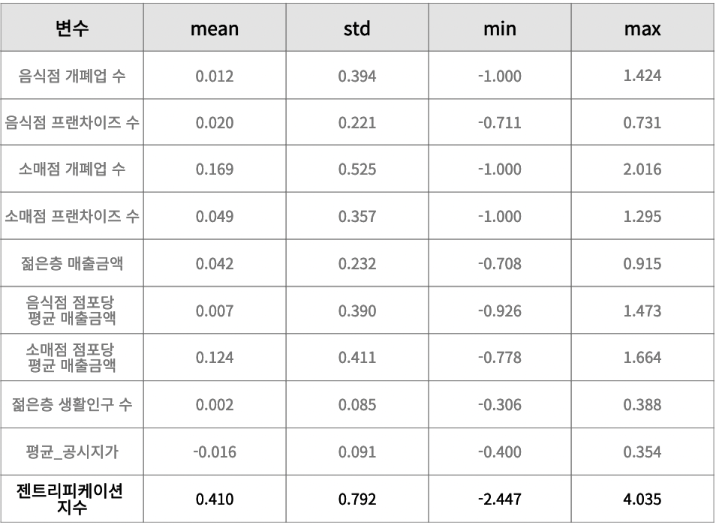 변수 mean std min max
음식점 개폐업 수 0.012 0.394 -1.000 1.424
음식점 프랜차이즈 수 0.020 0.221 -0.711 0.731
소매점 개폐업 수 0.169 0.525 -1.000 2.016
소매점 프랜차이즈 수 0.049 0.357 -1.000 1.295
젊은층 매출금액 0.042 0.232 -0.708 0.915
음식점 점포당
평균 매출금액 0.007 0.390 -0.926 1.473
소매점 점포당
평균 매출금액 0.124 0.411 -0.778 1.664
젊은층 생활인구 수 0.002 0.085 -0.306 0.388
평균_공시지가 -0.016 0.091 -0.400 0.354
젠트리피케이션
지수 0.410 0.792 -2.447 4.035